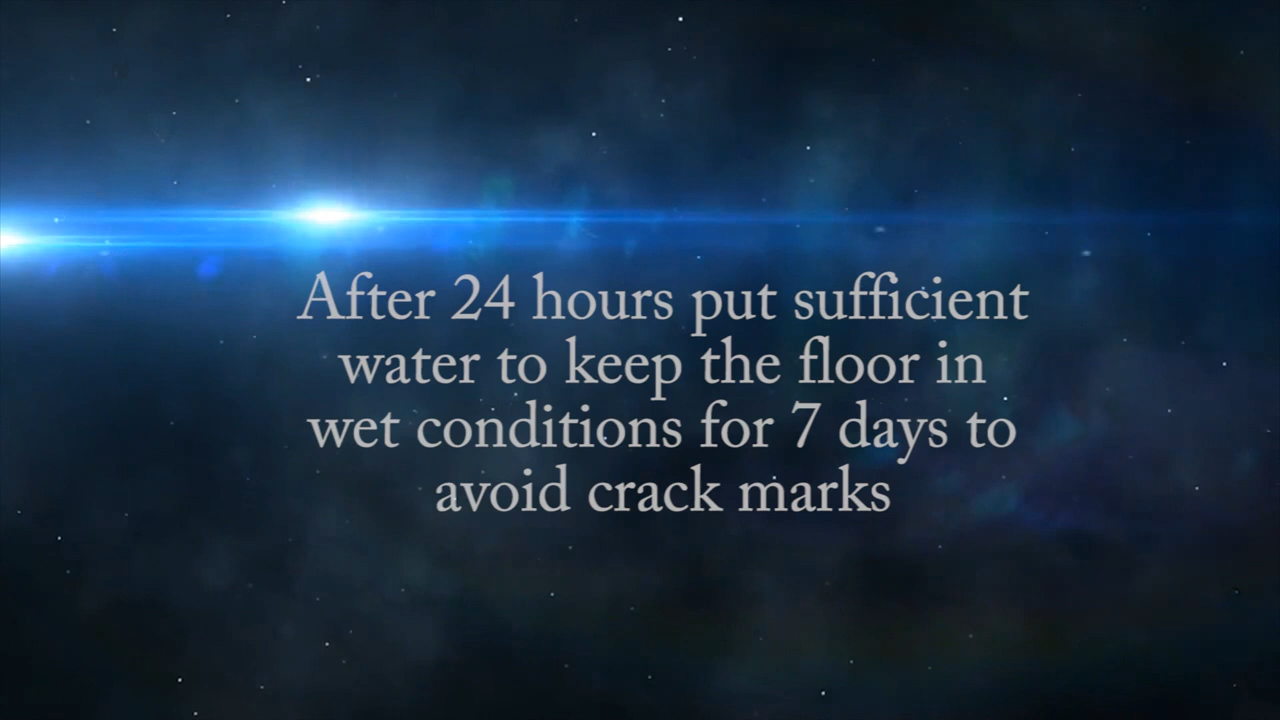 After 24 hours put sufficient
water to keep the floor in
wet conditions for 7 days to
avoid crack marks